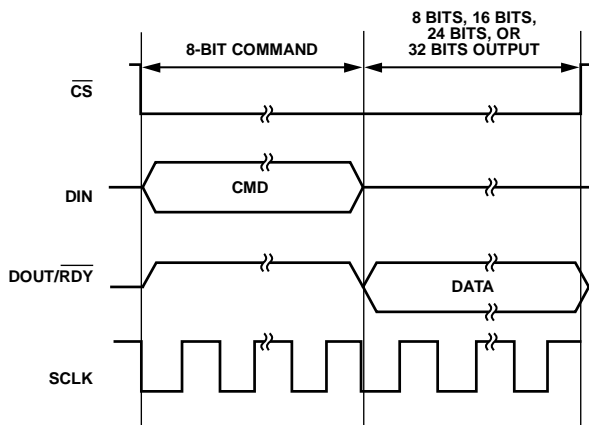 8-BIT COMMAND
8 BITS, 16 BITS,
24 BITS, OR
32 BITS OUTPUT
CS
DIN
CMD
DOUT/RDY
DATA
SCLK